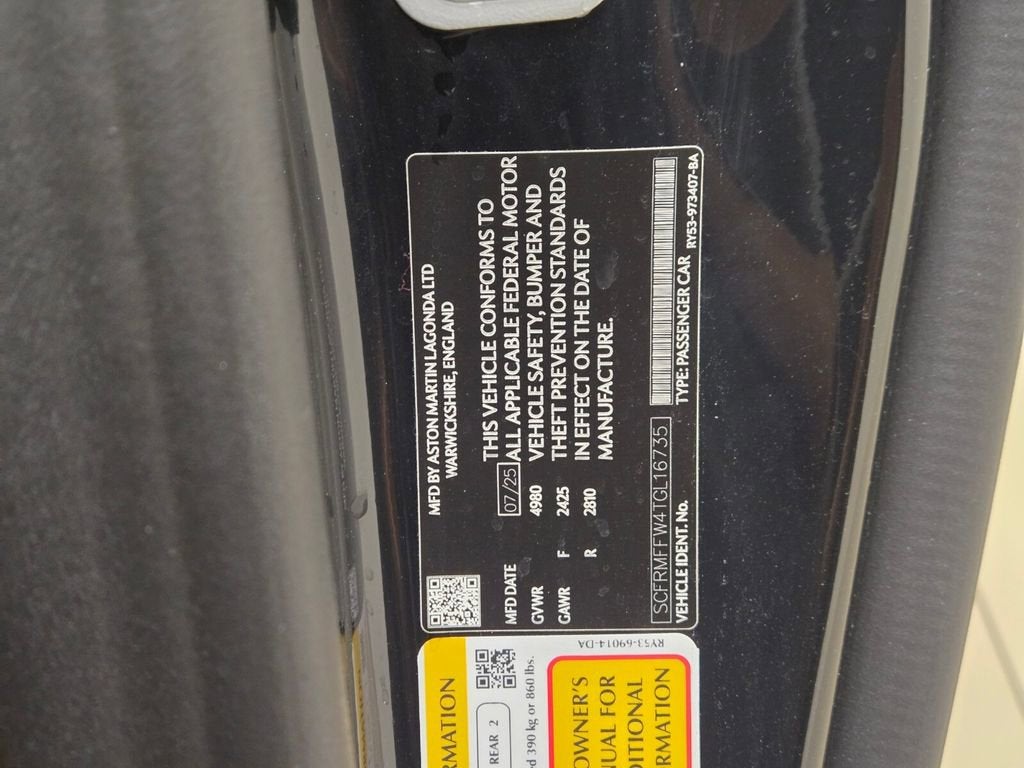 MFD BY ASTON MARTIN LAGONDA LTD
WARWICKSHIRE, ENGLAND
THIS VEHICLE CONFORMS TO
MFD DATE 07/25 ALL APPLICABLE FEDERAL MOTOR
GVWR 4980 VEHICLE SAFETY, BUMPER AND
GAWR F 2425 THEFT PREVENTION STANDARDS
R 2810 IN EFFECT ON THE DATE OF
MANUFACTURE.
SCFRMFFW4TGL16735
VEHICLE IDENT. No. TYPE: PASSENGER CAR RY53-973407-BA
RMATION
REAR 2
ed 390 kg or 860 lbs.
OWNER'S
NUAL FOR
DITIONAL
RMATION
RY53-69014-DA